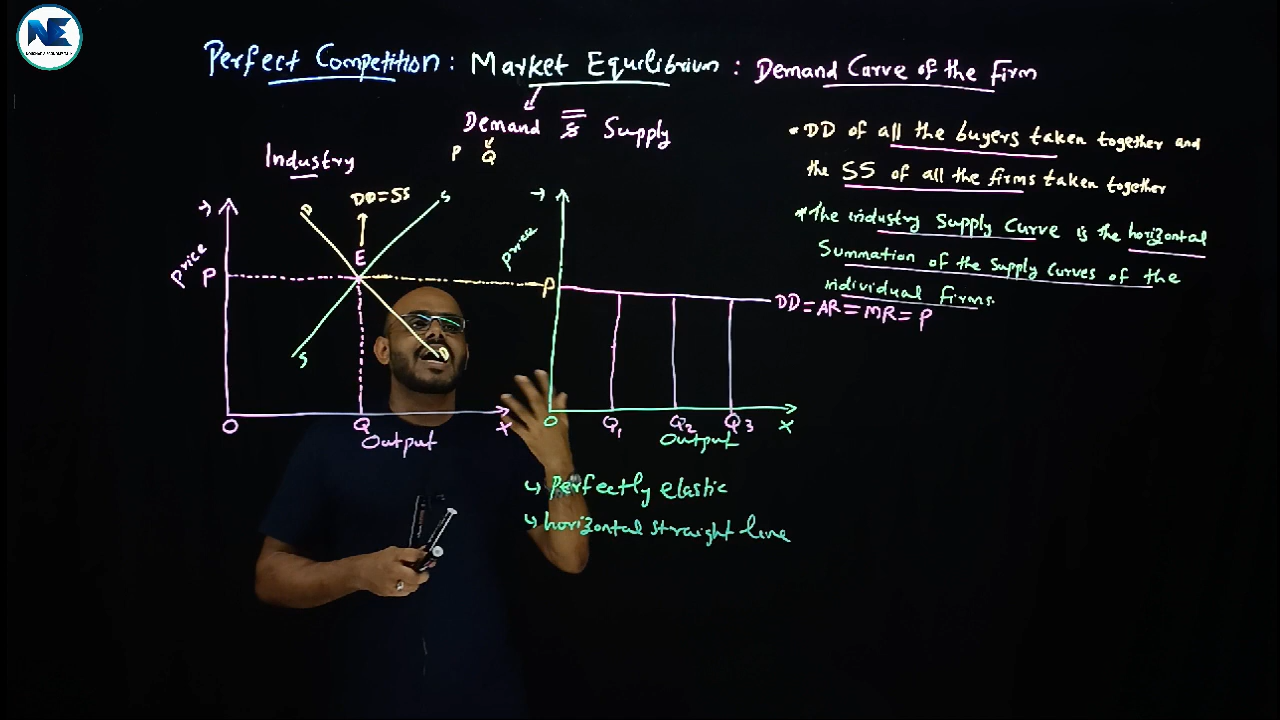 NE
Perfect Competition : Market Equilibrium : Demand Curve of the Firm
Demand = & Supply
P Q
Industry
* DD of all the buyers taken together and
the SS of all the firms taken together
* The industry Supply Curve is the horizontal
Summation of the supply curves of the
individual firms.
DD=SS
D
S
E
Price
P
S
D
O
Q
X
Output
Price
P
DD = AR = MR = P
O
Q1
Q2
Q3
X
Output
Perfectly elastic
horizontal straight line